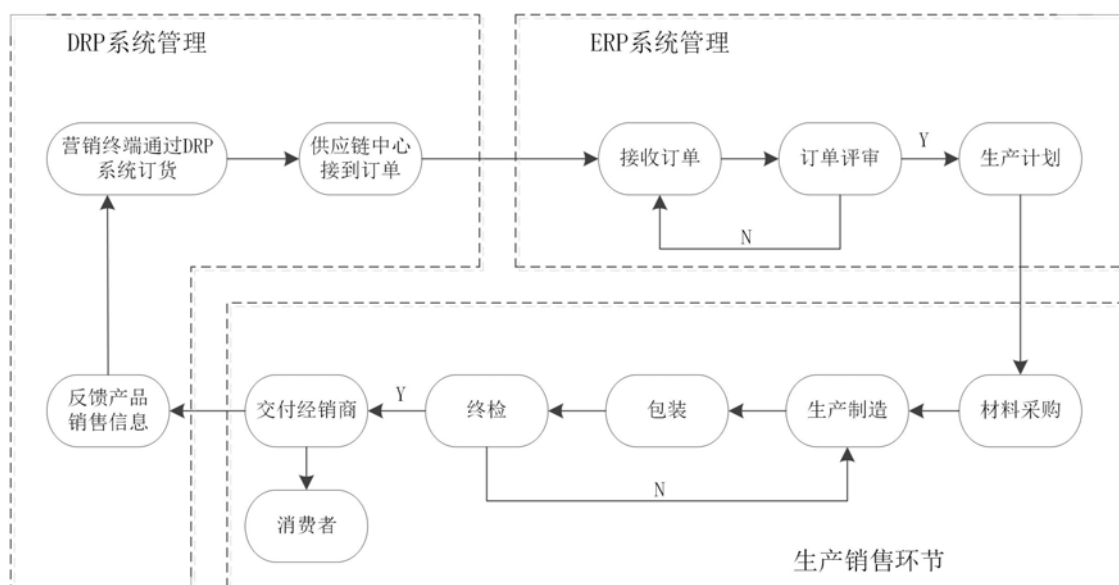 DRP系统管理
ERP系统管理
营销终端通过DRP
系统订货
供应链中心
接到订单
接收订单
订单评审
Y
生产计划
N
反馈产品
销售信息
交付经销商
Y
终检
包装
生产制造
材料采购
N
消费者
生产销售环节